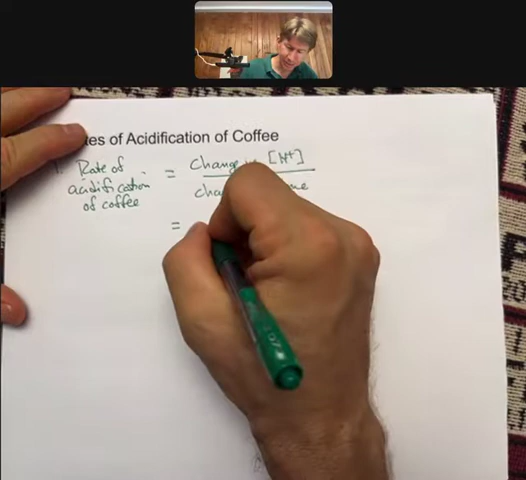 tes of Acidification of Coffee
Rate of
acidification
of coffee
= Change [H+]
=